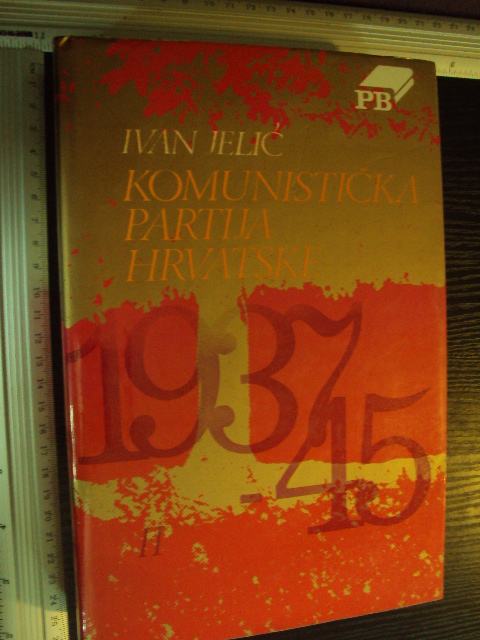 PB
IVAN JELIĆ
KOMUNISTIČKA
PARTIJA
HRVATSKE
1937
-45
II